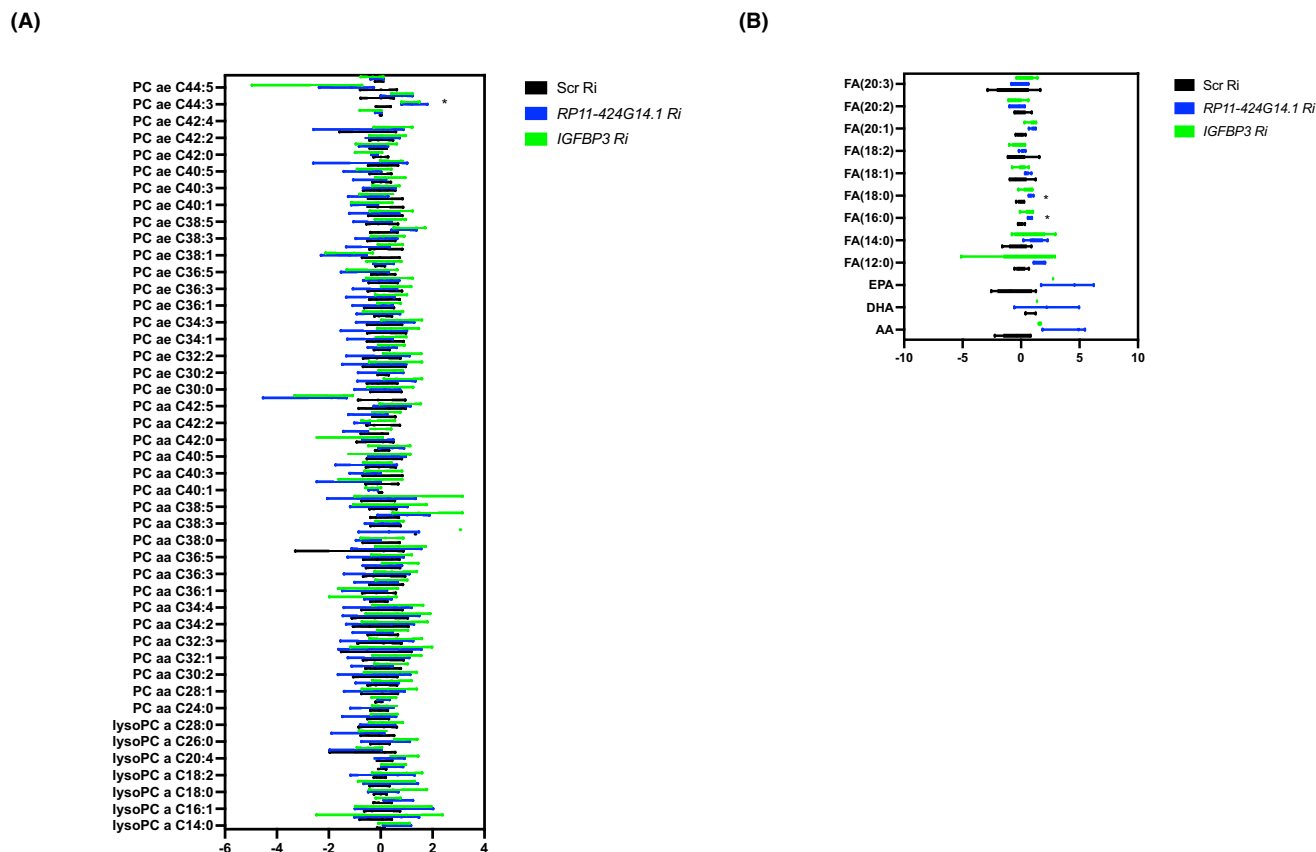 (A)
PC ae C44:5
PC ae C44:3
PC ae C42:4
PC ae C42:2
PC ae C42:0
PC ae C40:5
PC ae C40:3
PC ae C40:1
PC ae C38:5
PC ae C38:3
PC ae C38:1
PC ae C36:5
PC ae C36:3
PC ae C36:1
PC ae C34:3
PC ae C34:1
PC ae C32:2
PC ae C30:2
PC ae C30:0
PC aa C42:5
PC aa C42:2
PC aa C42:0
PC aa C40:5
PC aa C40:3
PC aa C40:1
PC aa C38:5
PC aa C38:3
PC aa C38:0
PC aa C36:5
PC aa C36:3
PC aa C36:1
PC aa C34:4
PC aa C34:2
PC aa C32:3
PC aa C32:1
PC aa C30:2
PC aa C28:1
PC aa C24:0
lysoPC a C28:0
lysoPC a C26:0
lysoPC a C20:4
lysoPC a C18:2
lysoPC a C18:0
lysoPC a C16:1
lysoPC a C14:0
-6 -4 -2 0 2 4
*
Scr Ri
RP11-424G14.1 Ri
IGFBP3 Ri
(B)
FA(20:3)
FA(20:2)
FA(20:1)
FA(18:2)
FA(18:1)
FA(18:0)
FA(16:0)
FA(14:0)
FA(12:0)
EPA
DHA
AA
-10 -5 0 5 10
*
*
Scr Ri
RP11-424G14.1 Ri
IGFBP3 Ri